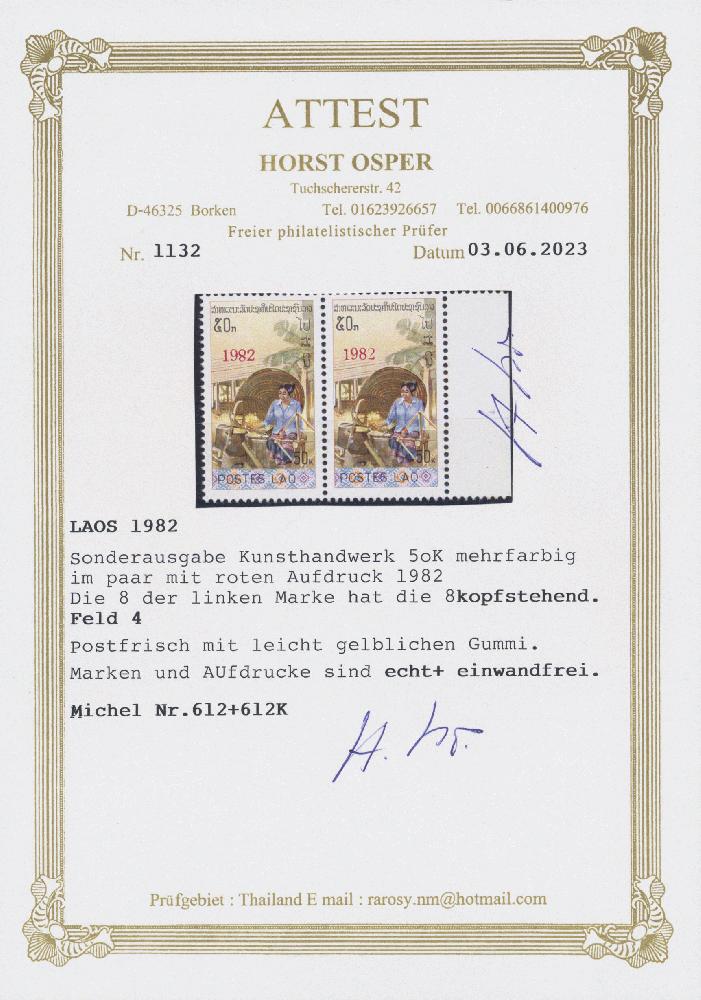 ATTEST
HORST OSPER
Tuchschererstr. 42
D-46325 Borken Tel. 01623926657 Tel. 0066861400976
Freier philatelistischer Prüfer
Nr. 1132 Datum 03.06.2023
1982
50K
POSTES LAO
1982
50K
POSTES LAO
LAOS 1982
Sonderausgabe Kunsthandwerk 5oK mehrfarbig
im paar mit roten Aufdruck 1982
Die 8 der linken Marke hat die 8kopfstehend.
Feld 4
Postfrisch mit leicht gelblichen Gummi.
Marken und AUfdrucke sind echt+ einwandfrei.
Michel Nr.612+612K
Prüfgebiet : Thailand E mail : rarosy.nm@hotmail.com